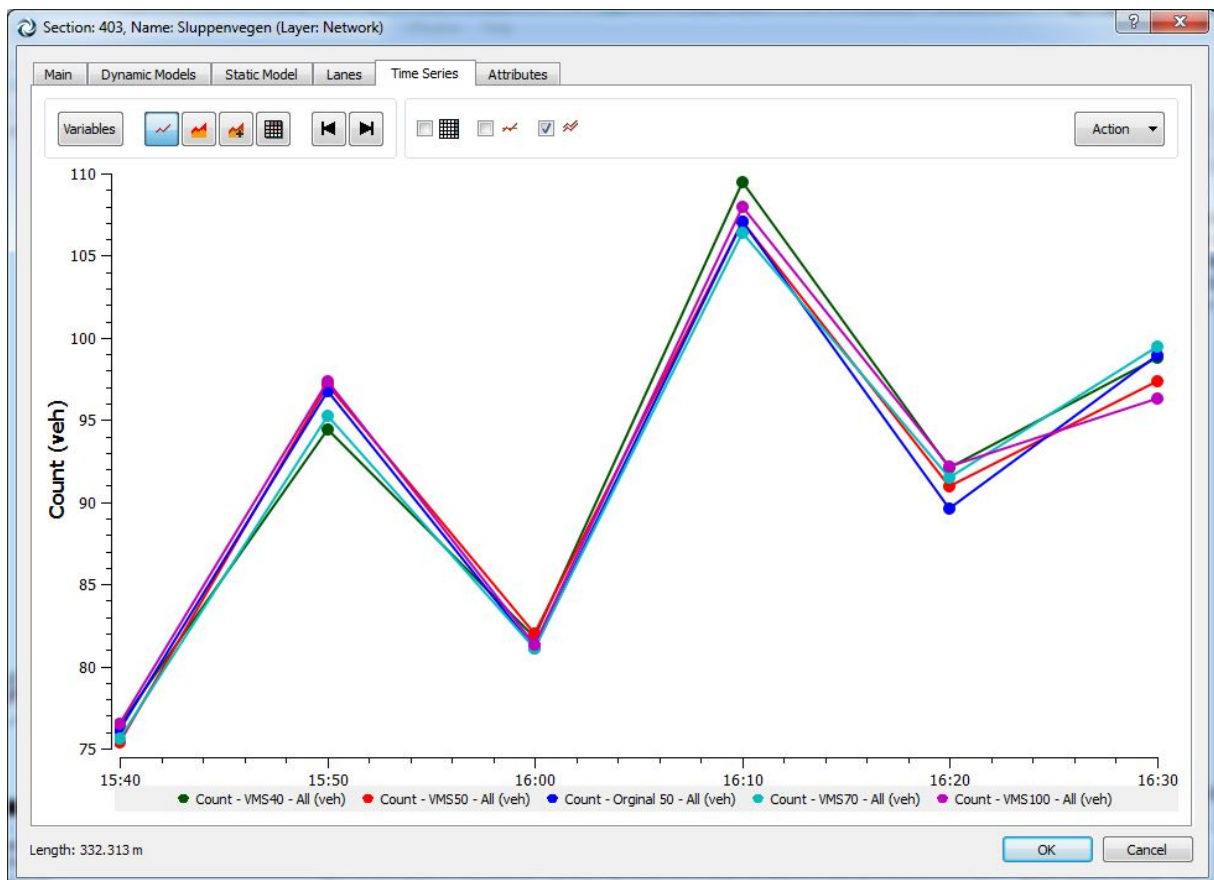 Section: 403, Name: Sluppenvegen (Layer: Network)
?
Main Dynamic Models Static Model Lanes Time Series Attributes
Variables
Action
110
105
100
95
90
85
80
75
Count (veh)
15:40 15:50 16:00 16:10 16:20 16:30
Count - VMS40 - All (veh) Count - VMS50 - All (veh) Count - Orginal 50 - All (veh) Count - VMS70 - All (veh) Count - VMS100 - All (veh)
Length: 332.313 m
OK Cancel